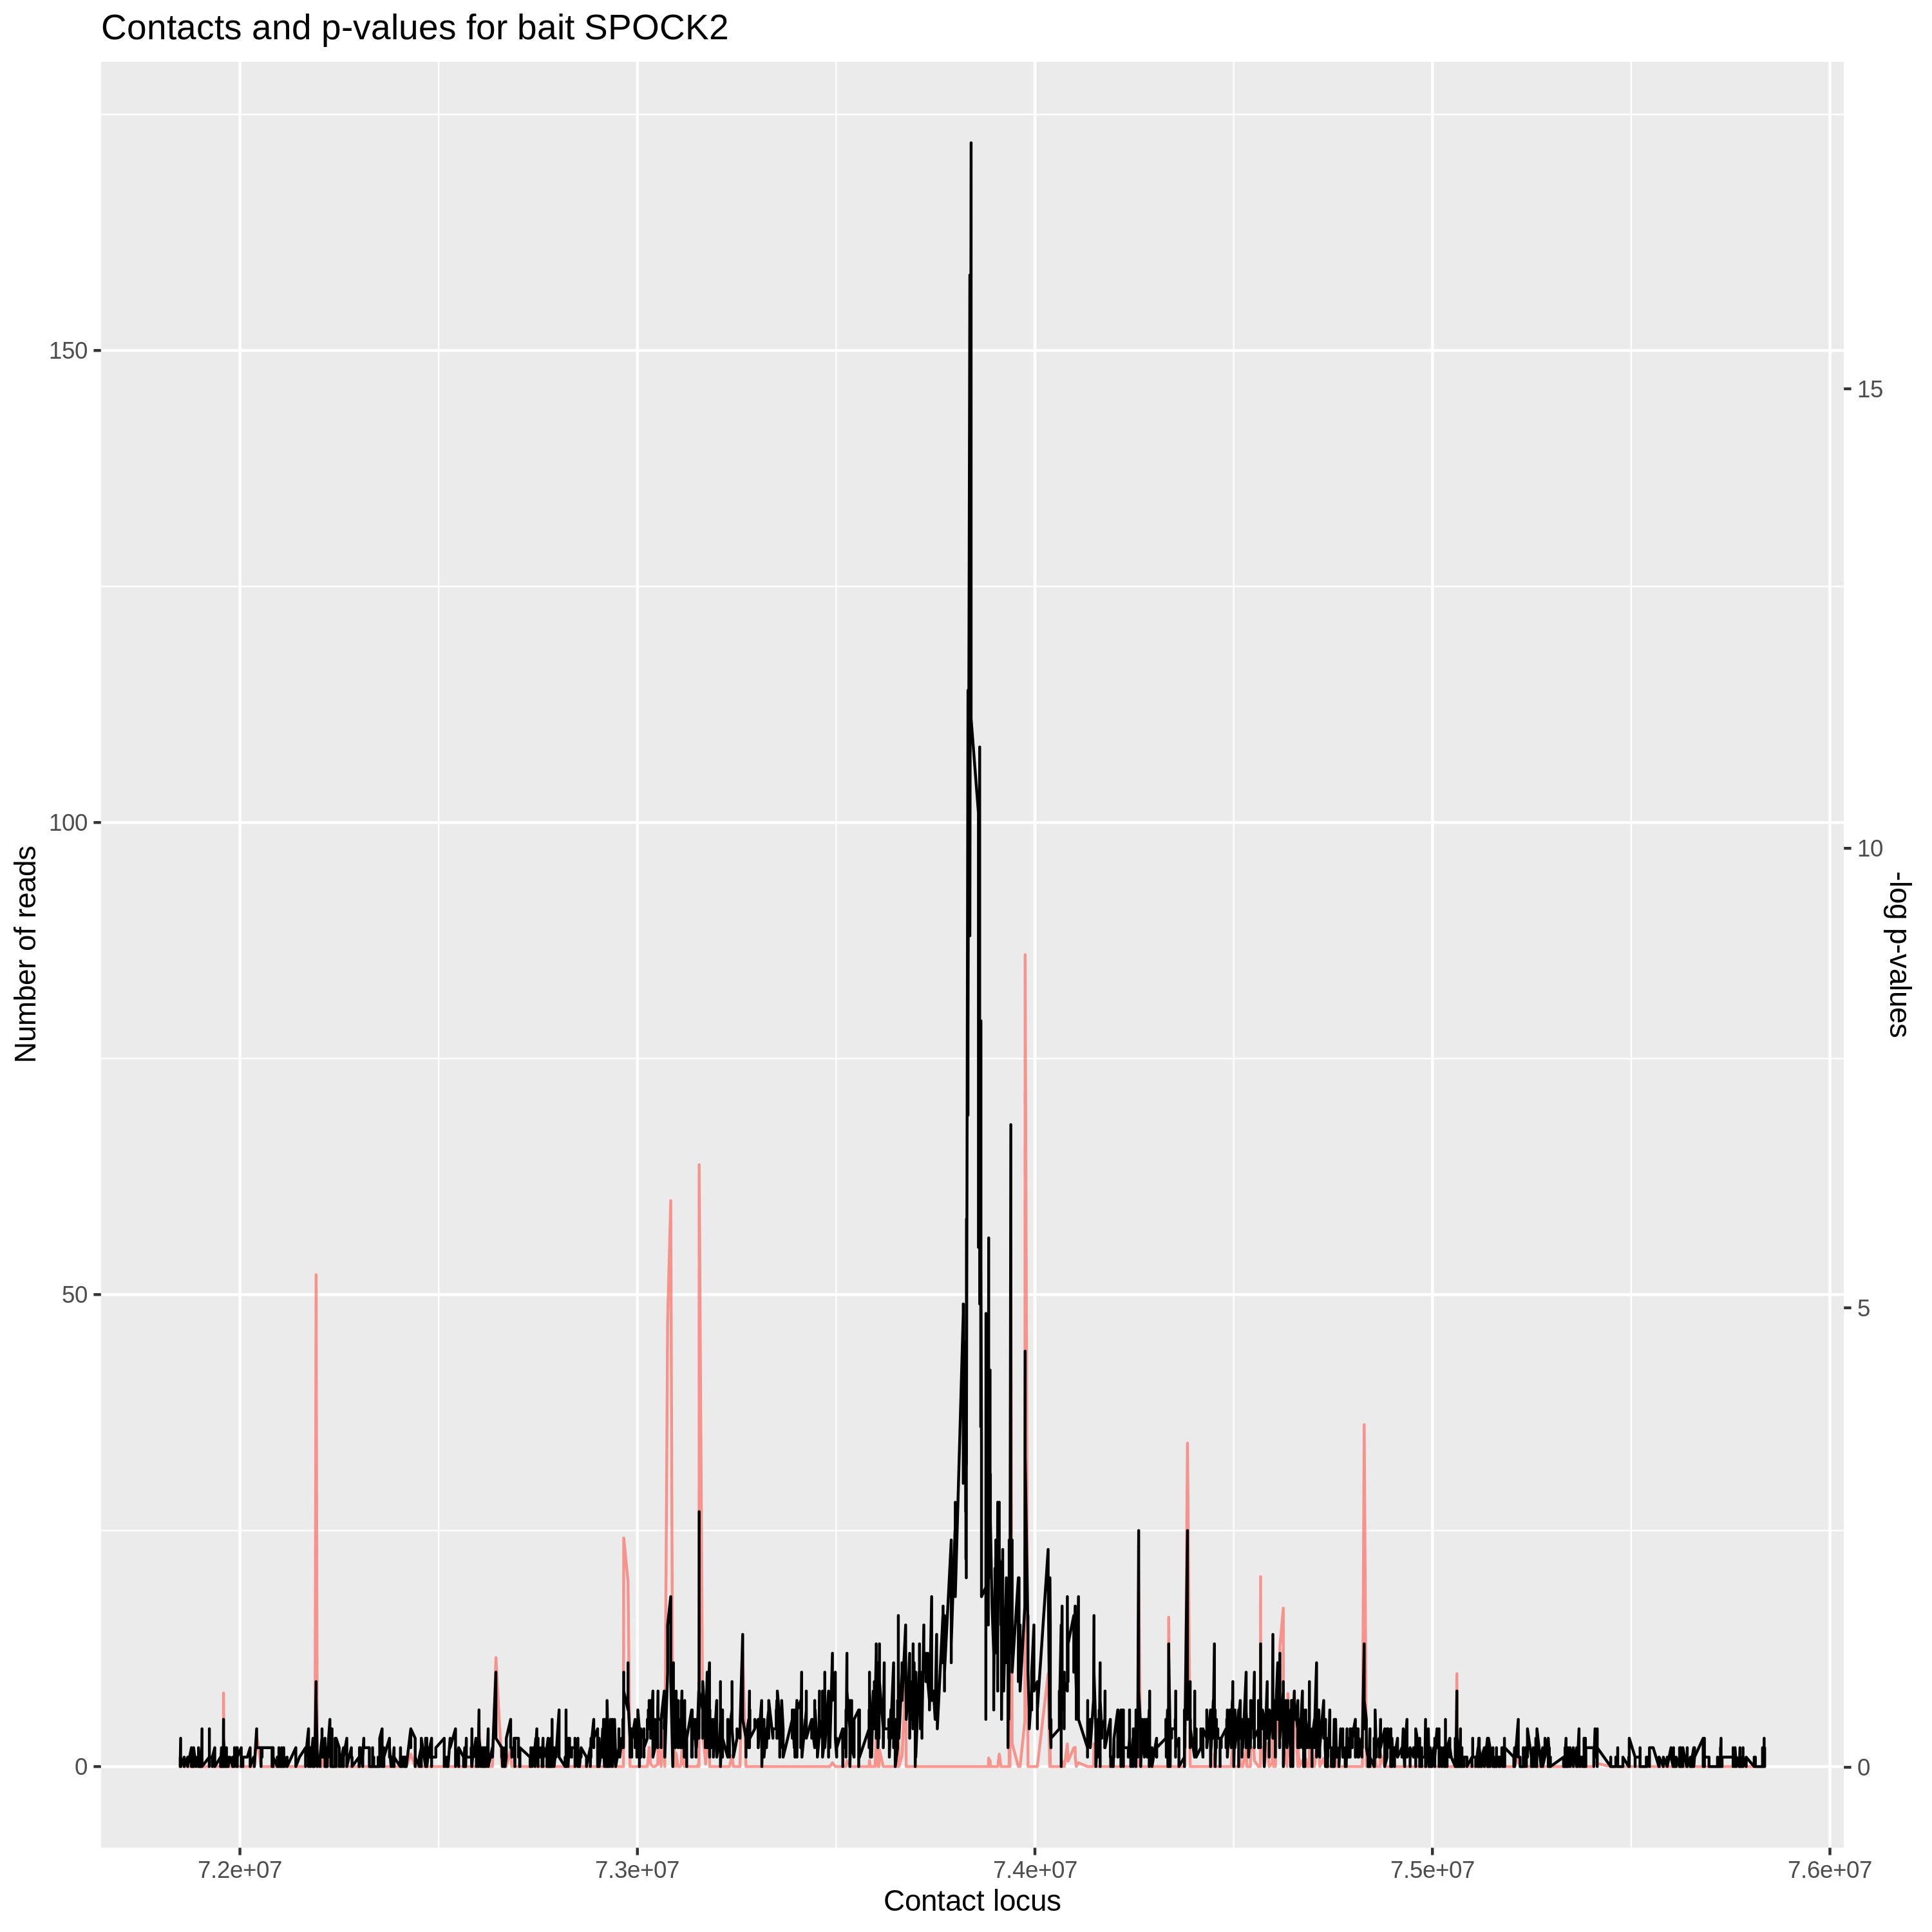 Contacts and p-values for bait SPOCK2
150
100
50
0
15
10
5
0
Number of reads
-log p-values
7.2e+07 7.3e+07 7.4e+07 7.5e+07 7.6e+07
Contact locus